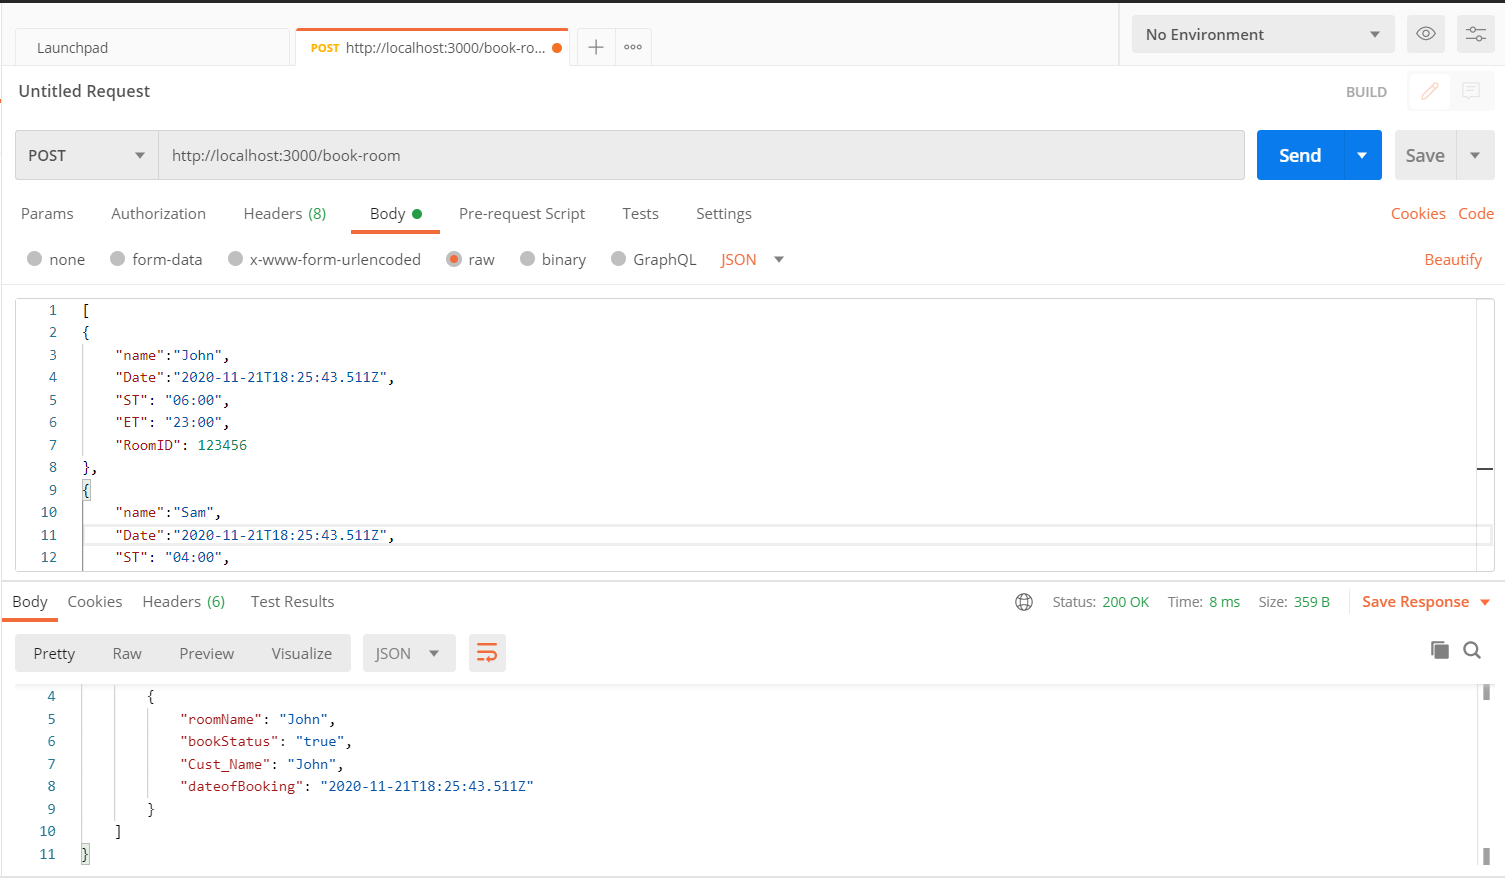 Launchpad
POST http://localhost:3000/book-ro...
No Environment
Untitled Request
BUILD
POST
http://localhost:3000/book-room
Send
Save
Params Authorization Headers (8) Body Pre-request Script Tests Settings Cookies Code
none form-data x-www-form-urlencoded raw binary GraphQL JSON Beautify
1 [
2 {
3 "name":"John",
4 "Date":"2020-11-21T18:25:43.511Z",
5 "ST": "06:00",
6 "ET": "23:00",
7 "RoomID": 123456
8 },
9 {
10 "name":"Sam",
11 "Date":"2020-11-21T18:25:43.511Z",
12 "ST": "04:00",
Body Cookies Headers (6) Test Results Status: 200 OK Time: 8 ms Size: 359 B Save Response
Pretty Raw Preview Visualize JSON
4 {
5 "roomName": "John",
6 "bookStatus": "true",
7 "Cust_Name": "John",
8 "dateofBooking": "2020-11-21T18:25:43.511Z"
9 }
10 ]
11 }